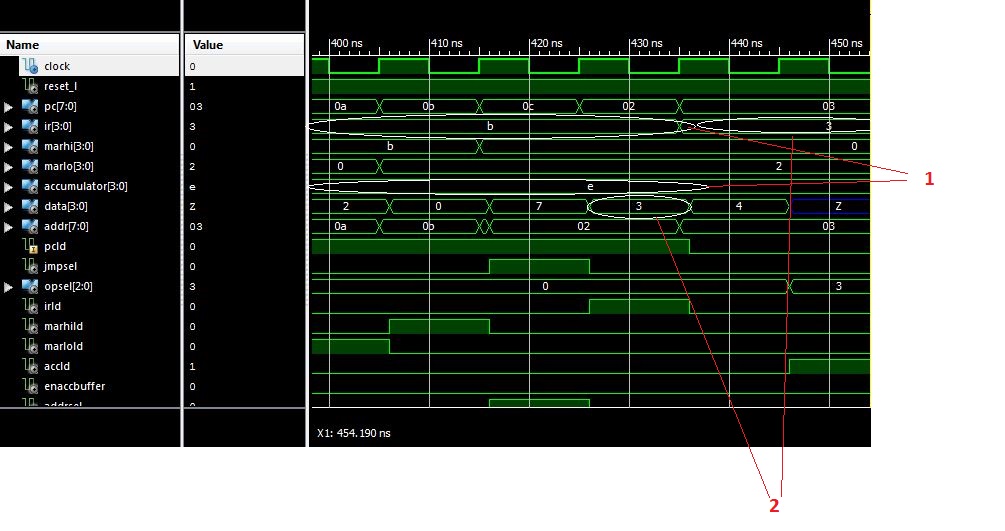 Name Value
400 ns 410 ns 420 ns 430 ns 440 ns 450 ns
clock 0
reset_l 1
pc[7:0] 03 0a 0b 0c 02 03
ir[3:0] 3 b 3
marhi[3:0] 0 b 0
marlo[3:0] 2 0 2
accumulator[3:0] e e 1
data[3:0] Z 2 0 7 3 4 Z
addr[7:0] 03 0a 0b 02 03
pcld 0
jmpsel 0
opsel[2:0] 3 0 3
irld 0
marhild 0
marlold 0
accld 1
enaccbuffer 0
addrsel 0
X1: 454.190 ns
2